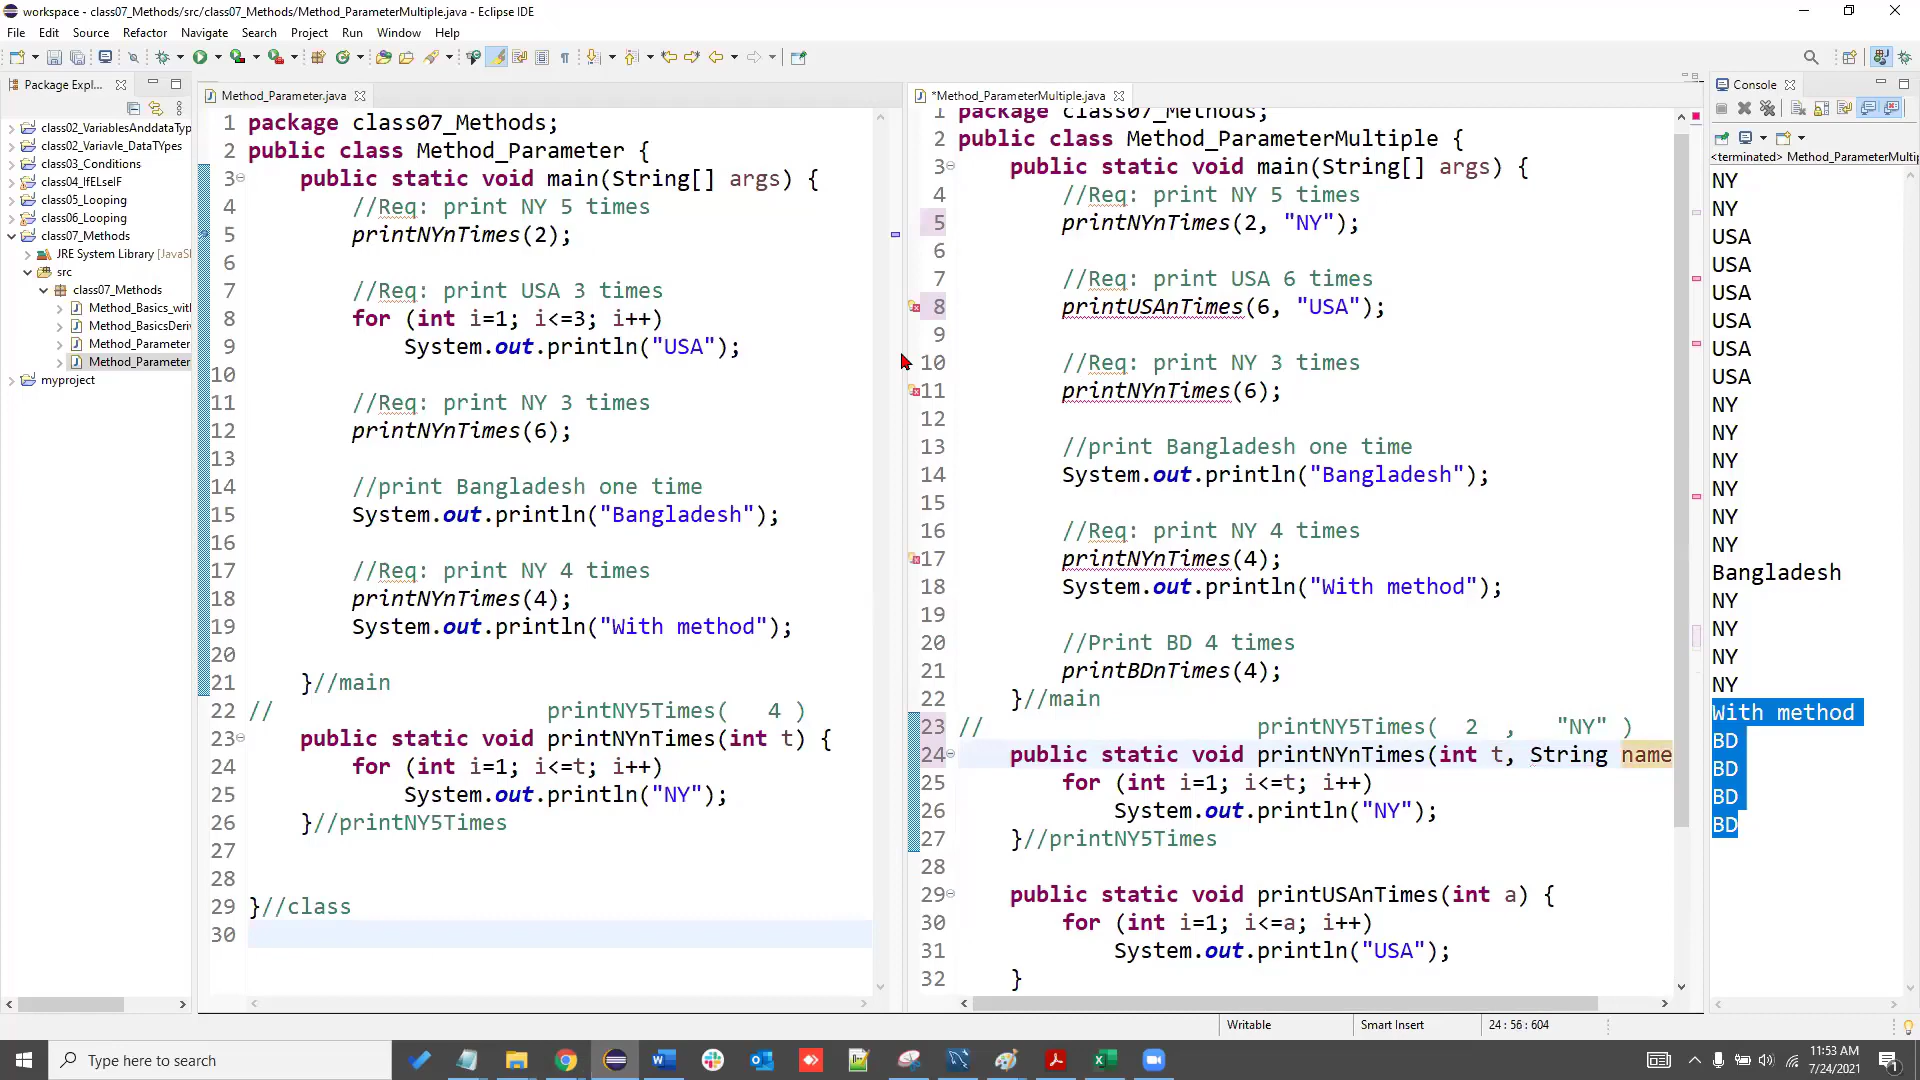 workspace - class07_Methods/src/class07_Methods/Method_ParameterMultiple.java - Eclipse IDE
File Edit Source Refactor Navigate Search Project Run Window Help
Package Expl...
class02_VariablesAnddataTyp
class02_Variavle_DataTYpes
class03_Conditions
class04_IfELseIF
class05_Looping
class06_Looping
class07_Methods
JRE System Library [JavaS
src
class07_Methods
Method_Basics_wit
Method_BasicsDeri
Method_Parameter
Method_Parameter
myproject
Method_Parameter.java
1 package class07_Methods;
2 public class Method_Parameter {
3 public static void main(String[] args) {
4 //Req: print NY 5 times
5 printNYnTimes(2);
6
7 //Req: print USA 3 times
8 for (int i=1; i<=3; i++)
9 System.out.println("USA");
10
11 //Req: print NY 3 times
12 printNYnTimes(6);
13
14 //print Bangladesh one time
15 System.out.println("Bangladesh");
16
17 //Req: print NY 4 times
18 printNYnTimes(4);
19 System.out.println("With method");
20
21 }//main
22 // printNY5Times( 4 )
23 public static void printNYnTimes(int t) {
24 for (int i=1; i<=t; i++)
25 System.out.println("NY");
26 }//printNY5Times
27
28
29 }//class
30
*Method_ParameterMultiple.java
1 package class07_Methods;
2 public class Method_ParameterMultiple {
3 public static void main(String[] args) {
4 //Req: print NY 5 times
5 printNYnTimes(2, "NY");
6
7 //Req: print USA 6 times
8 printUSAnTimes(6, "USA");
9
10 //Req: print NY 3 times
11 printNYnTimes(6);
12
13 //print Bangladesh one time
14 System.out.println("Bangladesh");
15
16 //Req: print NY 4 times
17 printNYnTimes(4);
18 System.out.println("With method");
19
20 //Print BD 4 times
21 printBDnTimes(4);
22 }//main
23 // printNY5Times( 2 , "NY" )
24 public static void printNYnTimes(int t, String name
25 for (int i=1; i<=t; i++)
26 System.out.println("NY");
27 }//printNY5Times
28
29 public static void printUSAnTimes(int a) {
30 for (int i=1; i<=a; i++)
31 System.out.println("USA");
32 }
Console
<terminated> Method_ParameterMultip
NY
NY
USA
USA
USA
USA
USA
USA
NY
NY
NY
NY
NY
NY
Bangladesh
NY
NY
NY
NY
With method
BD
BD
BD
BD
Writable Smart Insert 24 : 56 : 604
Type here to search
11:53 AM
7/24/2021